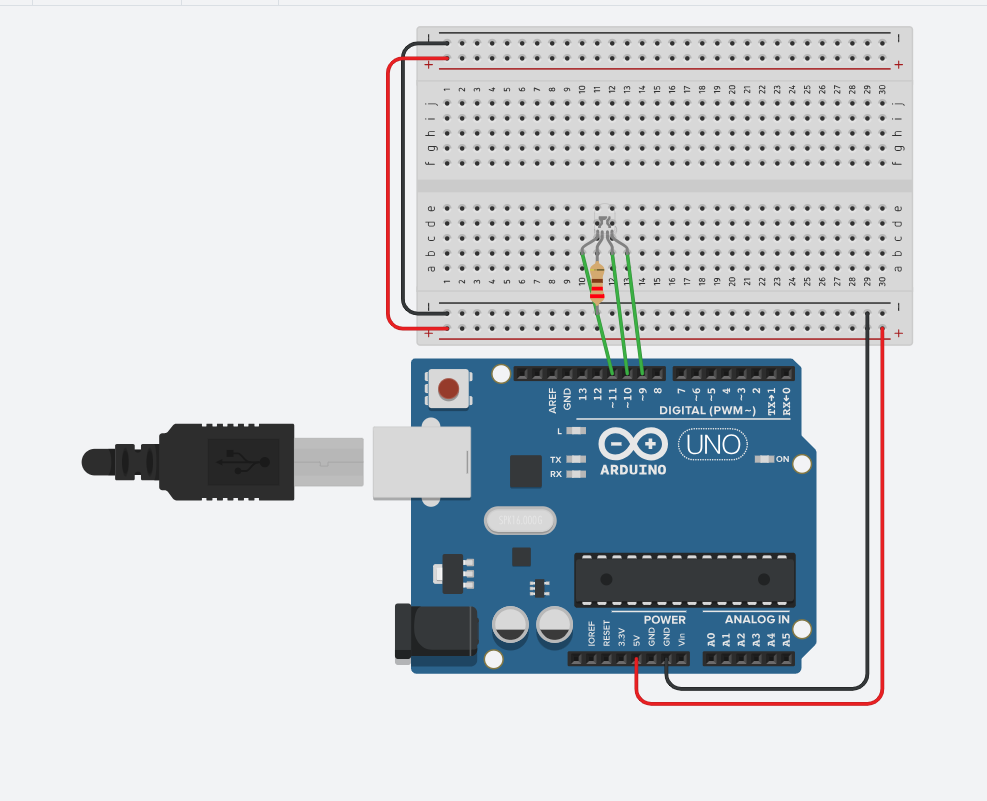 − −
+ +
1 2 3 4 5 6 7 8 9 10 11 12 13 14 15 16 17 18 19 20 21 22 23 24 25 26 27 28 29 30
j j
i i
h h
g g
f f
e e
d d
c c
b b
a a
1 2 3 4 5 6 7 8 9 10 12 13 14 15 16 17 18 19 20 21 22 23 24 25 26 27 28 29 30
− −
+ +
AREF GND 13 12 ~11 ~10 ~9 8 7 ~6 ~5 4 ~3 2 TX→1 RX←0
DIGITAL (PWM~)
L
TX
RX
ARDUINO
UNO
ON
POWER ANALOG IN
IOREF RESET 3.3V 5V GND GND Vin A0 A1 A2 A3 A4 A5